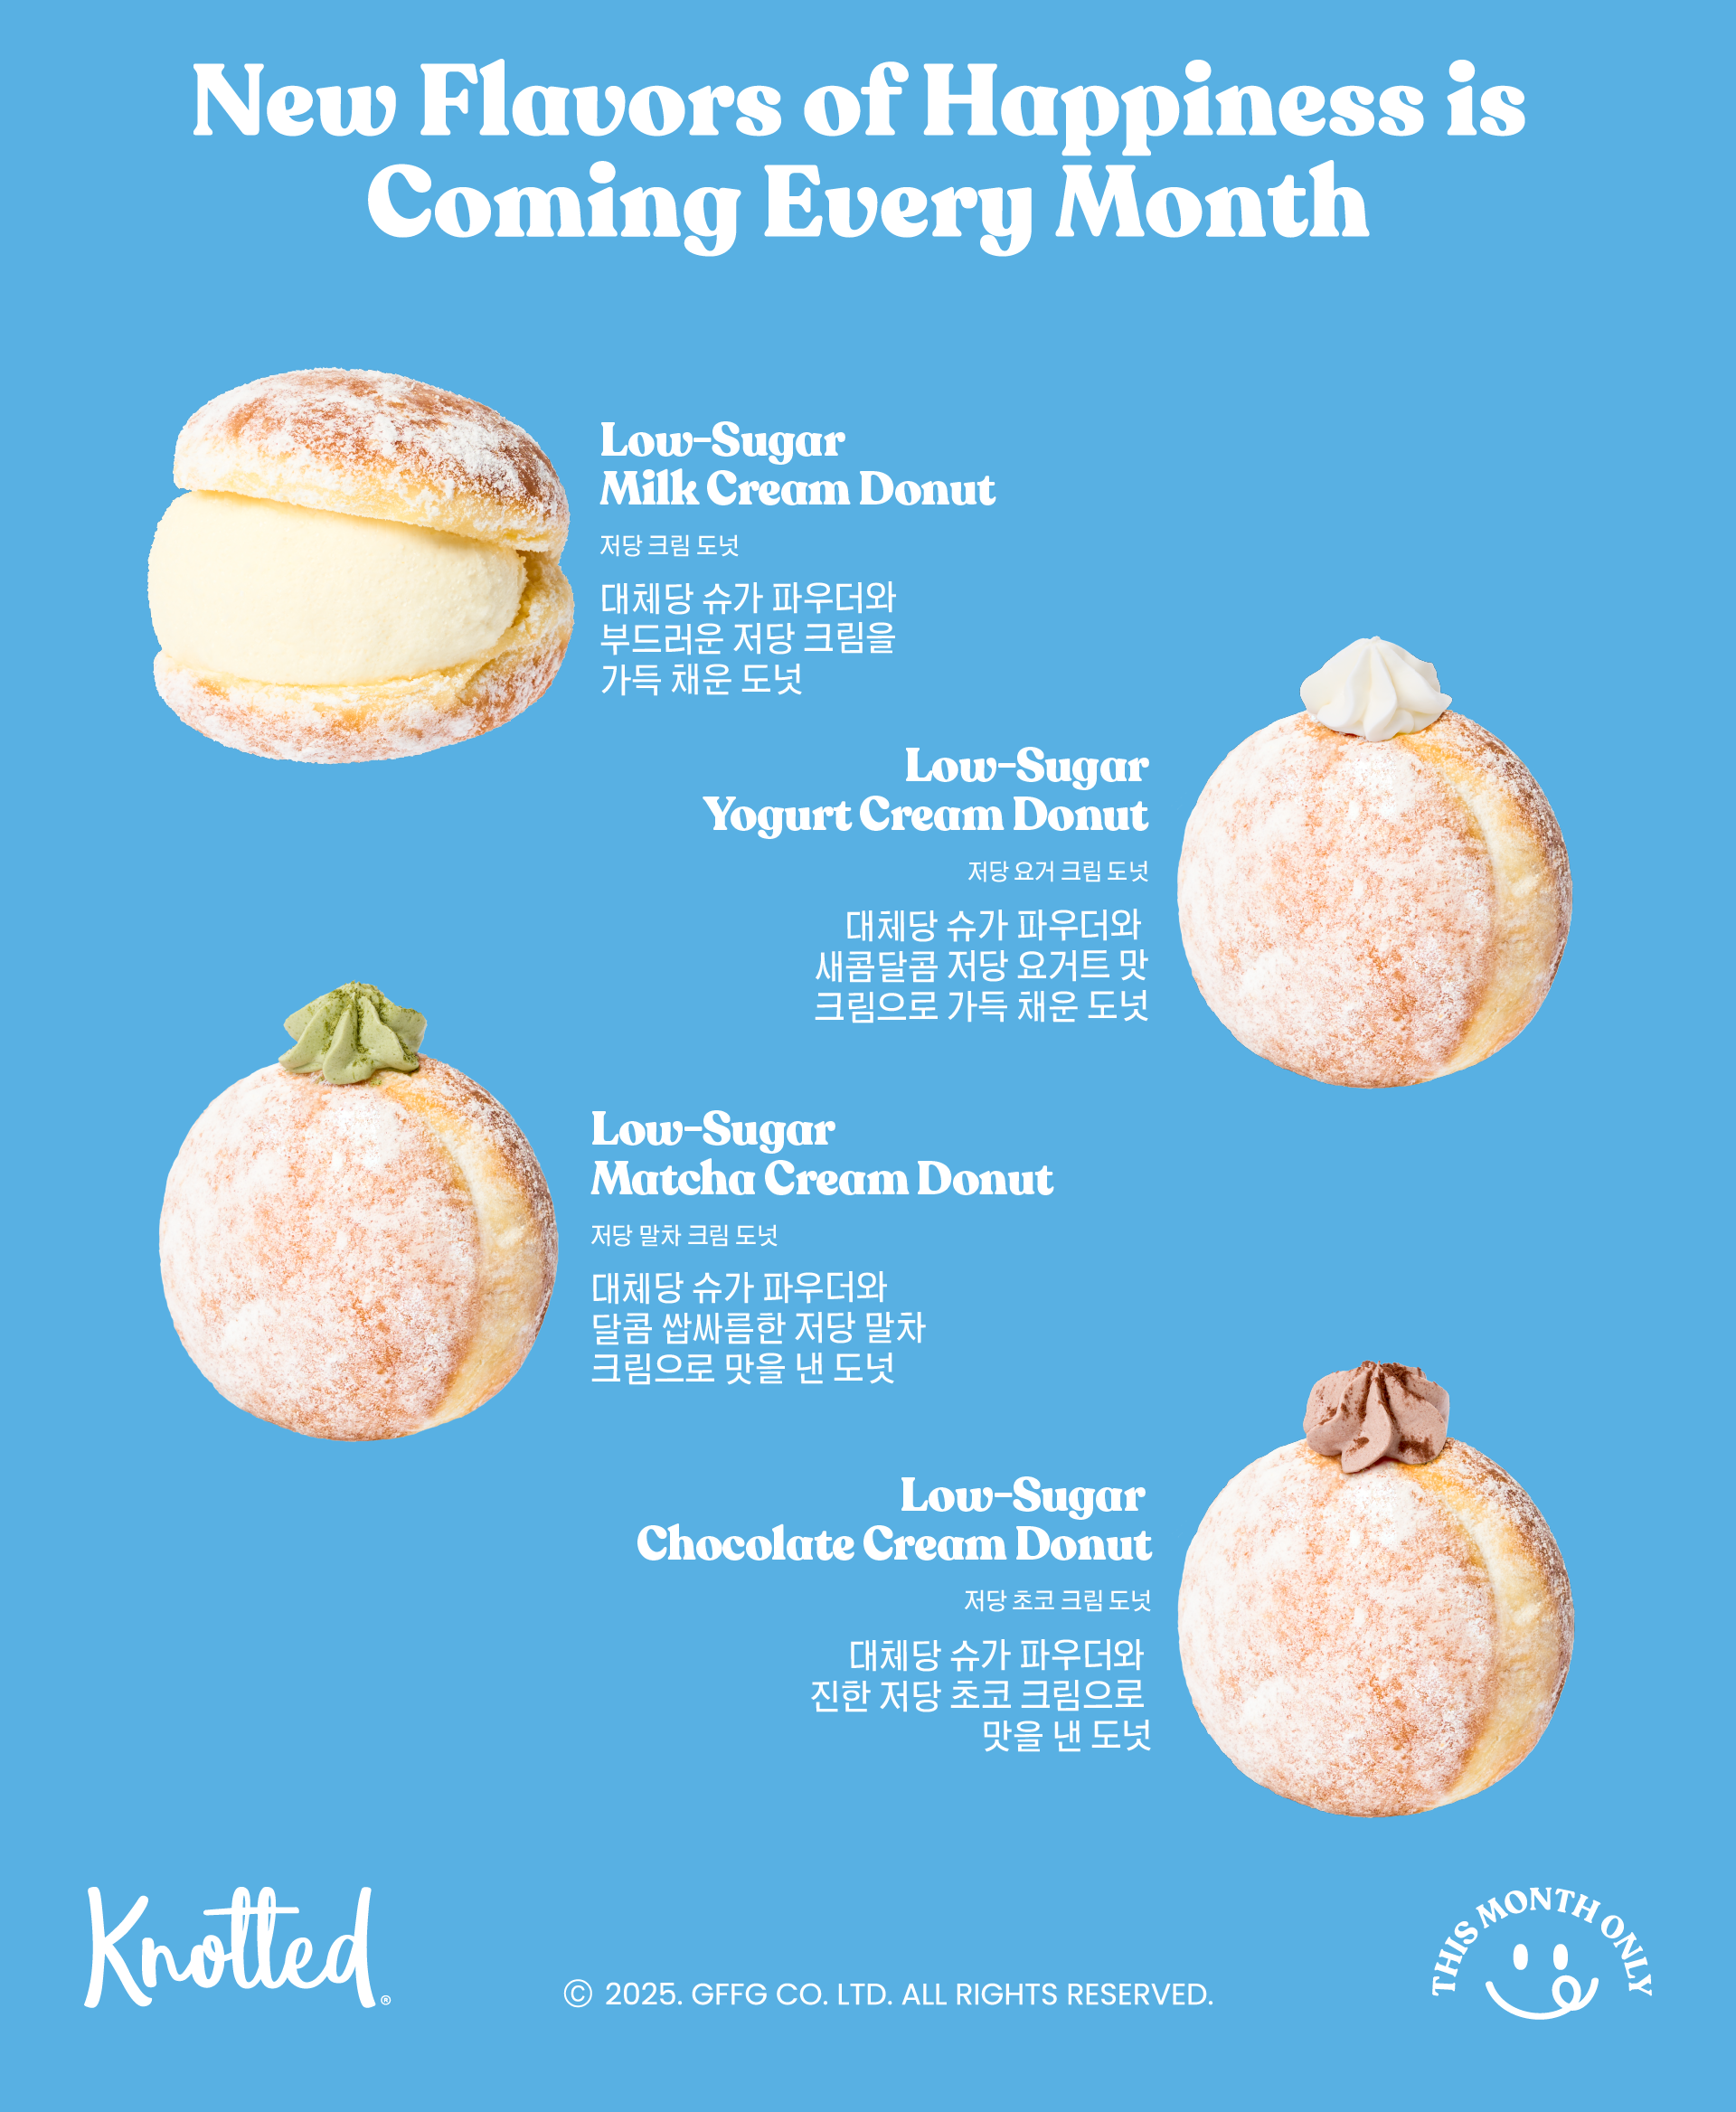 New Flavors of Happiness is
Coming Every Month
Low-Sugar
Milk Cream Donut
저당 크림 도넛
대체당 슈가 파우더와
부드러운 저당 크림을
가득 채운 도넛
Low-Sugar
Yogurt Cream Donut
저당 요거 크림 도넛
대체당 슈가 파우더와
새콤달콤 저당 요거트 맛
크림으로 가득 채운 도넛
Low-Sugar
Matcha Cream Donut
저당 말차 크림 도넛
대체당 슈가 파우더와
달콤 쌉싸름한 저당 말차
크림으로 맛을 낸 도넛
Low-Sugar
Chocolate Cream Donut
저당 초코 크림 도넛
대체당 슈가 파우더와
진한 저당 초코 크림으로
맛을 낸 도넛
Knotted®
© 2025. GFFG CO. LTD. ALL RIGHTS RESERVED.
THIS MONTH ONLY